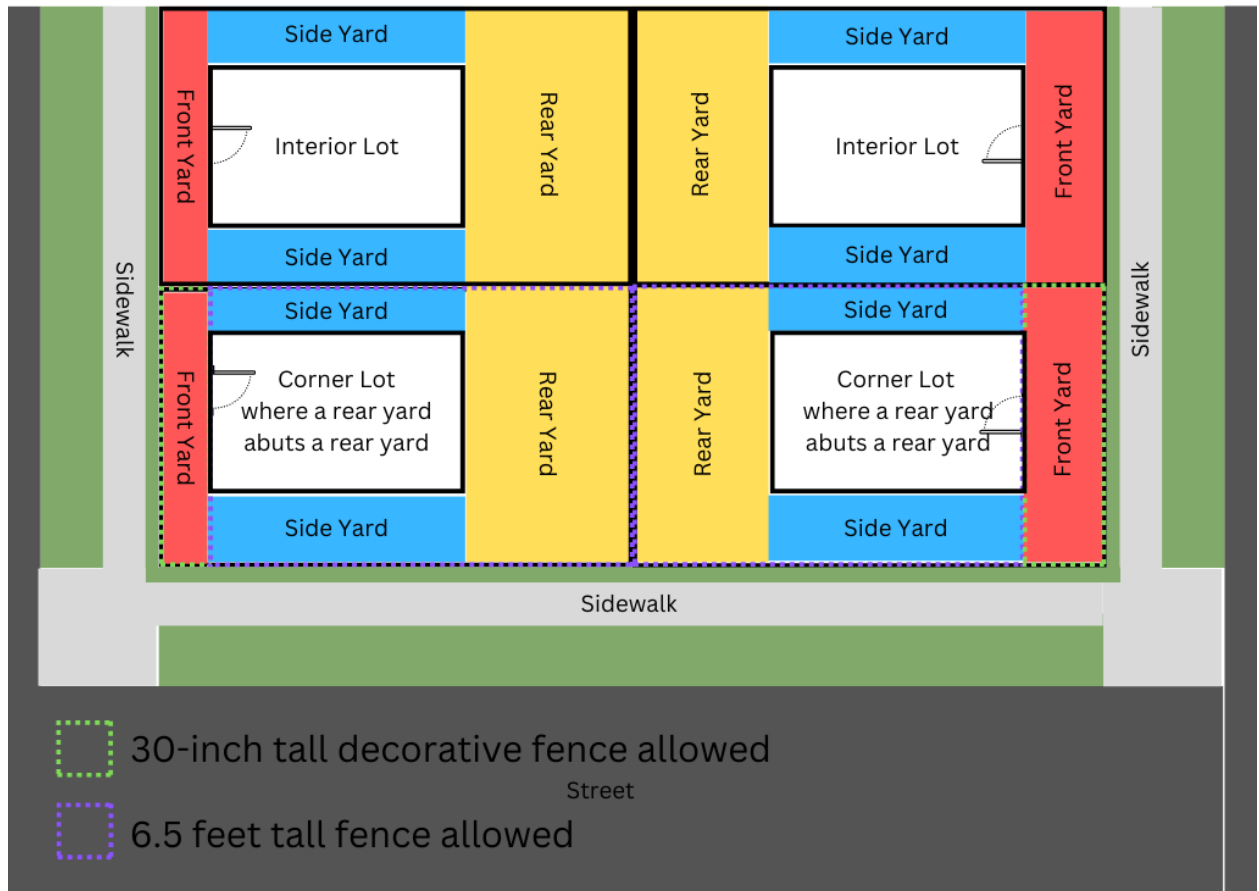 Side Yard
Side Yard
Front Yard
Interior Lot
Rear Yard
Rear Yard
Interior Lot
Front Yard
Side Yard
Side Yard
Sidewalk
Sidewalk
Side Yard
Side Yard
Front Yard
Corner Lot
where a rear yard
abuts a rear yard
Rear Yard
Rear Yard
Corner Lot
where a rear yard
abuts a rear yard
Front Yard
Side Yard
Side Yard
Sidewalk
30-inch tall decorative fence allowed
Street
6.5 feet tall fence allowed